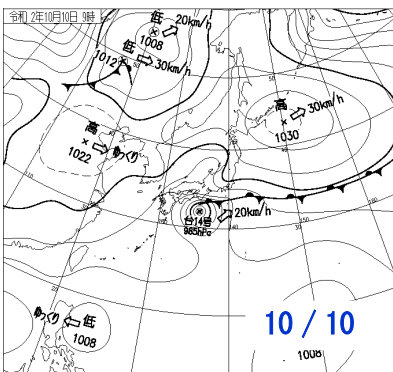 令和 2年10月10日 9時
低 20km/h
1008
低 30km/h
1012
高 30km/h
1030
高
1022 ゆっくり
台14号 20km/h
965hPa
ゆっくり 低
1008
10/10
1008